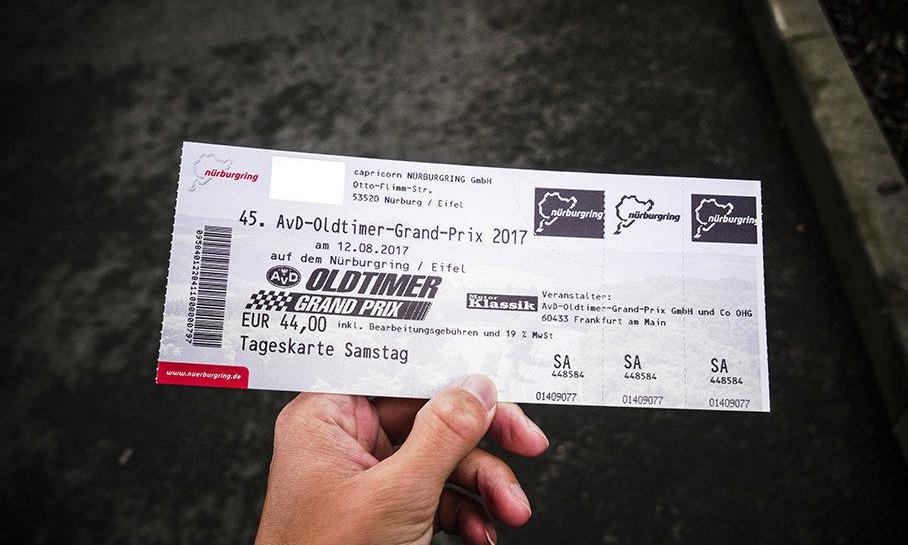 nürburgring
capricorn NÜRBURGRING GmbH
Otto-Flimm-Str.
53520 Nürburg / Eifel
45. AvD-Oldtimer-Grand-Prix 2017
am 12.08.2017
auf dem Nürburgring / Eifel
AvD OLDTIMER
GRAND PRIX
EUR 44,00 inkl. Bearbeitungsgebühren und 19 % MwSt
Tageskarte Samstag
www.nuerburgring.de
Motor
Klassik
Veranstalter:
AvD-Oldtimer-Grand-Prix GmbH und Co OHG
60433 Frankfurt am Main
nürburgring
nürburgring
nürburgring
SA
448584
01409077
SA
448584
01409077
SA
448584
01409077